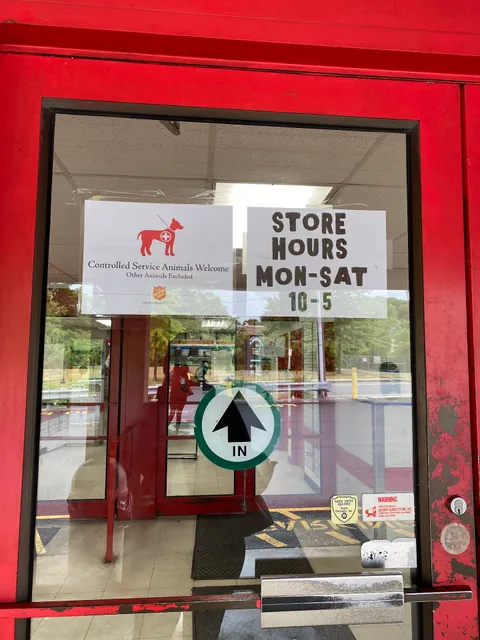 Controlled Service Animals Welcome
Other Animals Excluded
STORE
HOURS
MON-SAT
10-5
IN
WARNING